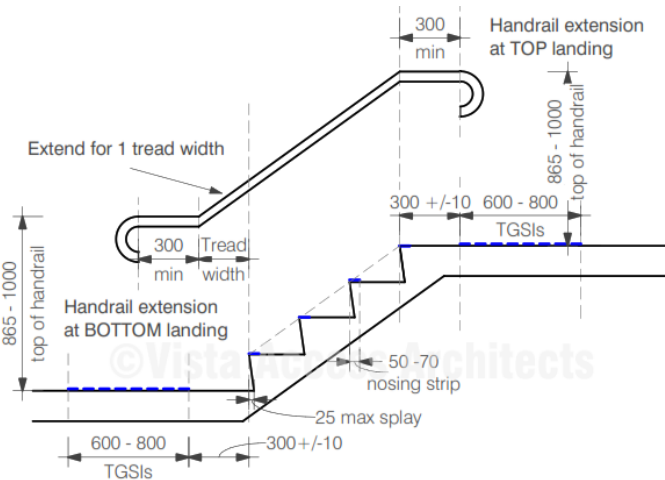 300
min
Handrail extension
at TOP landing
865 - 1000
top of handrail
Extend for 1 tread width
300 +/-10
600 - 800
TGSIs
300
min
Tread
width
865 - 1000
top of handrail
Handrail extension
at BOTTOM landing
©Vista Access Architects
50 -70
nosing strip
25 max splay
600 - 800
TGSIs
300+/-10